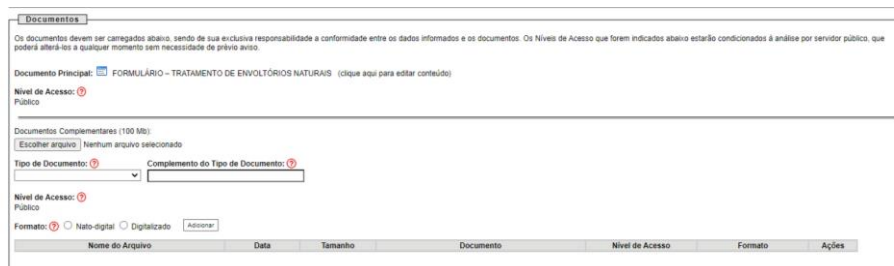 Documentos
Os documentos devem ser carregados abaixo, sendo de sua exclusiva responsabilidade a conformidade entre os dados informados e os documentos. Os Níveis de Acesso que forem indicados abaixo estarão condicionados à análise por servidor público, que
poderá alterá-los a qualquer momento sem necessidade de prévio aviso.
Documento Principal: FORMULÁRIO – TRATAMENTO DE ENVOLTÓRIOS NATURAIS (clique aqui para editar conteúdo)
Nível de Acesso: ?
Público
Documentos Complementares (100 Mb):
Escolher arquivo Nenhum arquivo selecionado
Tipo de Documento: ? Complemento do Tipo de Documento: ?
Nível de Acesso: ?
Público
Formato: ? Nato-digital Digitalizado Adicionar
Nome do Arquivo Data Tamanho Documento Nível de Acesso Formato Ações